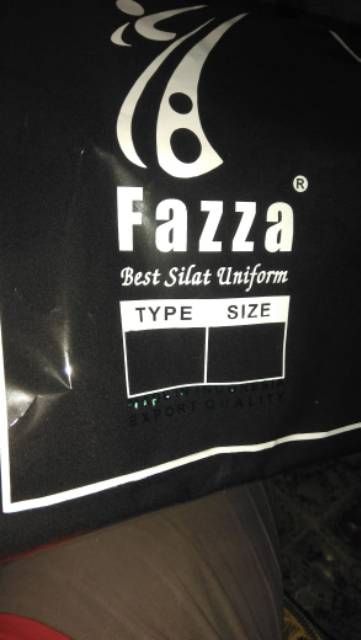 Fazza®
Best Silat Uniform
TYPE SIZE
EXPORT QUALITY